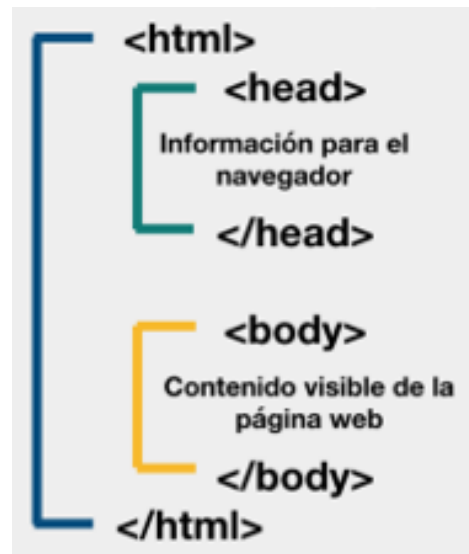 <html>
<head>
Información para el
navegador
</head>
<body>
Contenido visible de la
página web
</body>
</html>